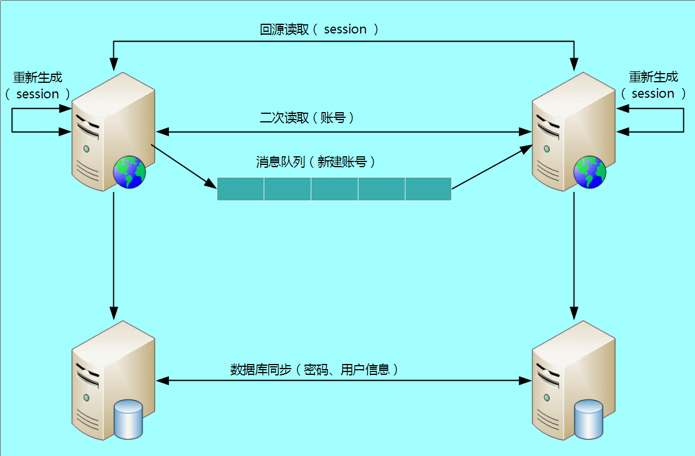 回源读取（ session ）
重新生成
（ session ）
重新生成
（ session ）
二次读取（账号）
消息队列（新建账号）
数据库同步（密码、用户信息）